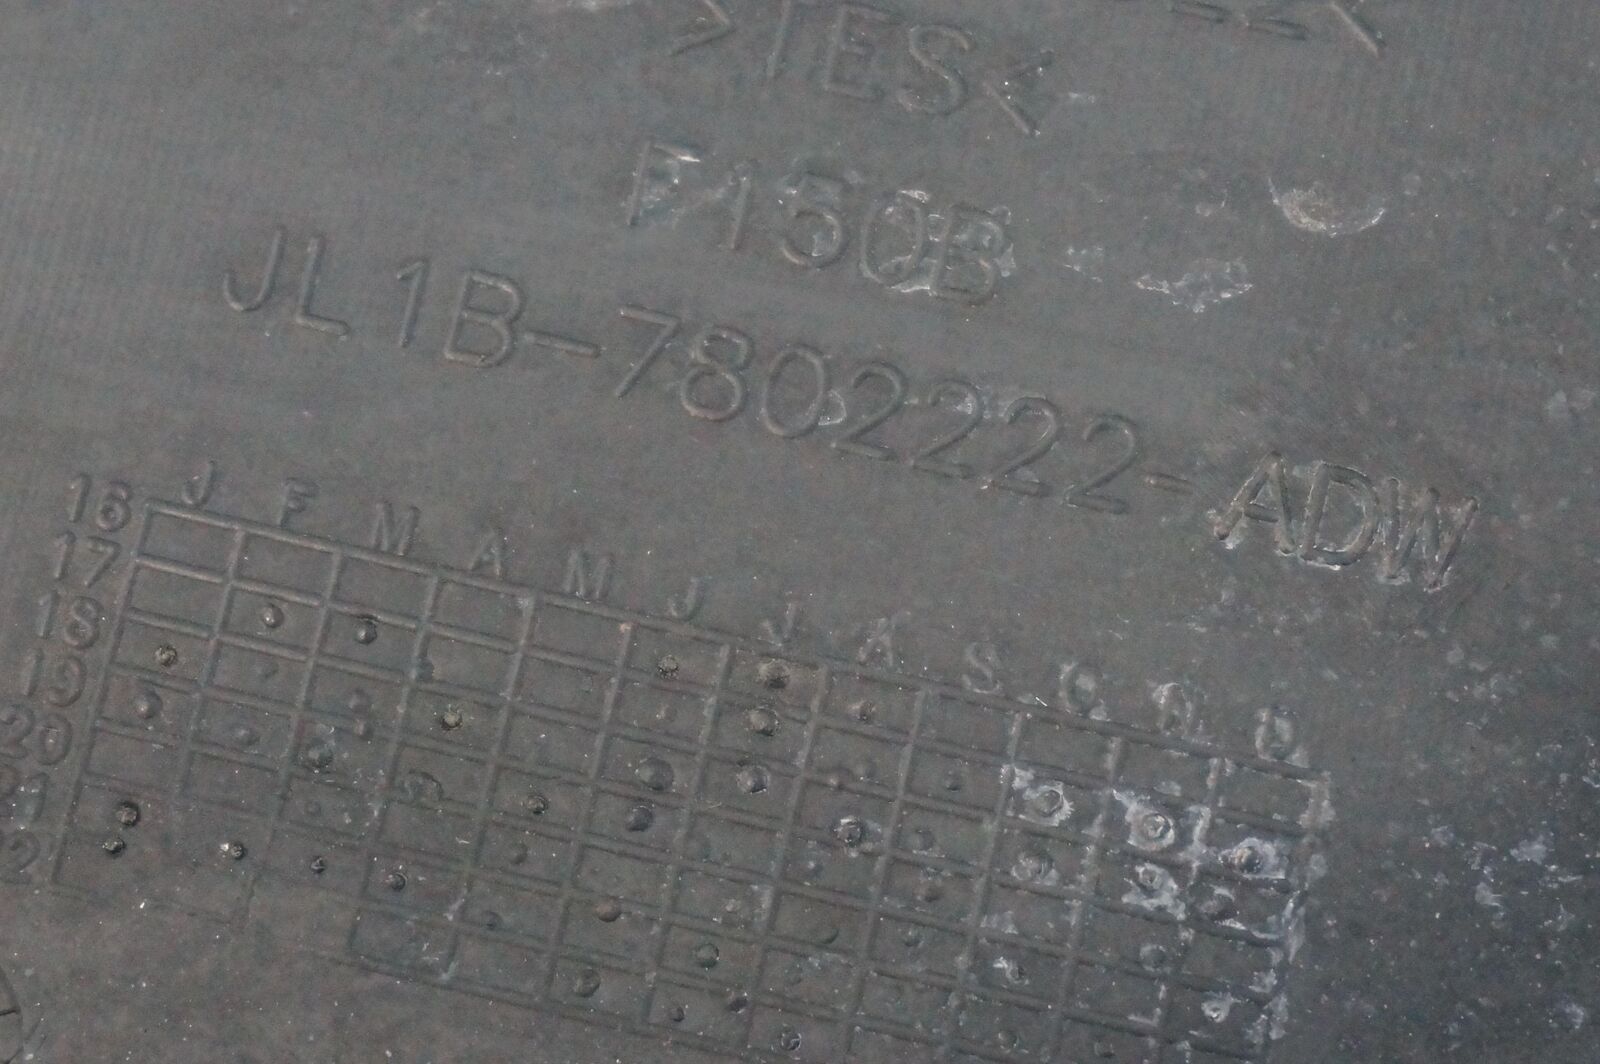 >TES<
F150B
JL1B-7802222-ADW
J F M A M J J A S O N D
16
17
18
19
20
21
22